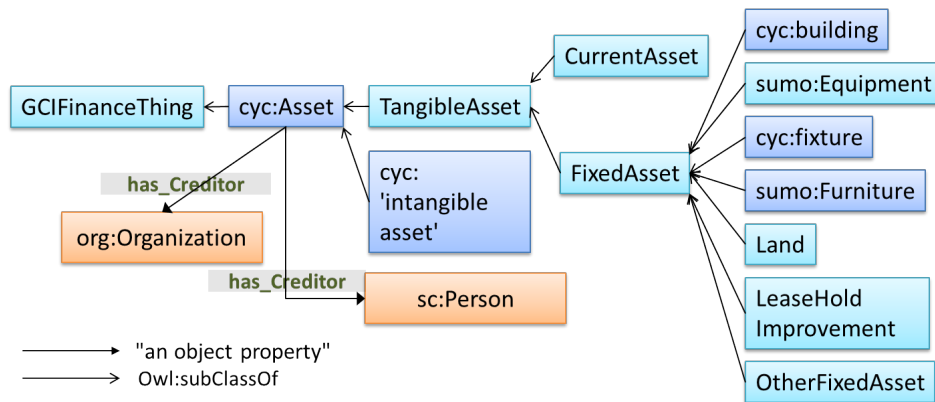 cyc:building
CurrentAsset
sumo:Equipment
GCIFinanceThing
cyc:Asset
TangibleAsset
cyc:fixture
cyc:
'intangible
asset'
FixedAsset
has_Creditor
sumo:Furniture
org:Organization
Land
has_Creditor
sc:Person
LeaseHold
Improvement
"an object property"
Owl:subClassOf
OtherFixedAsset